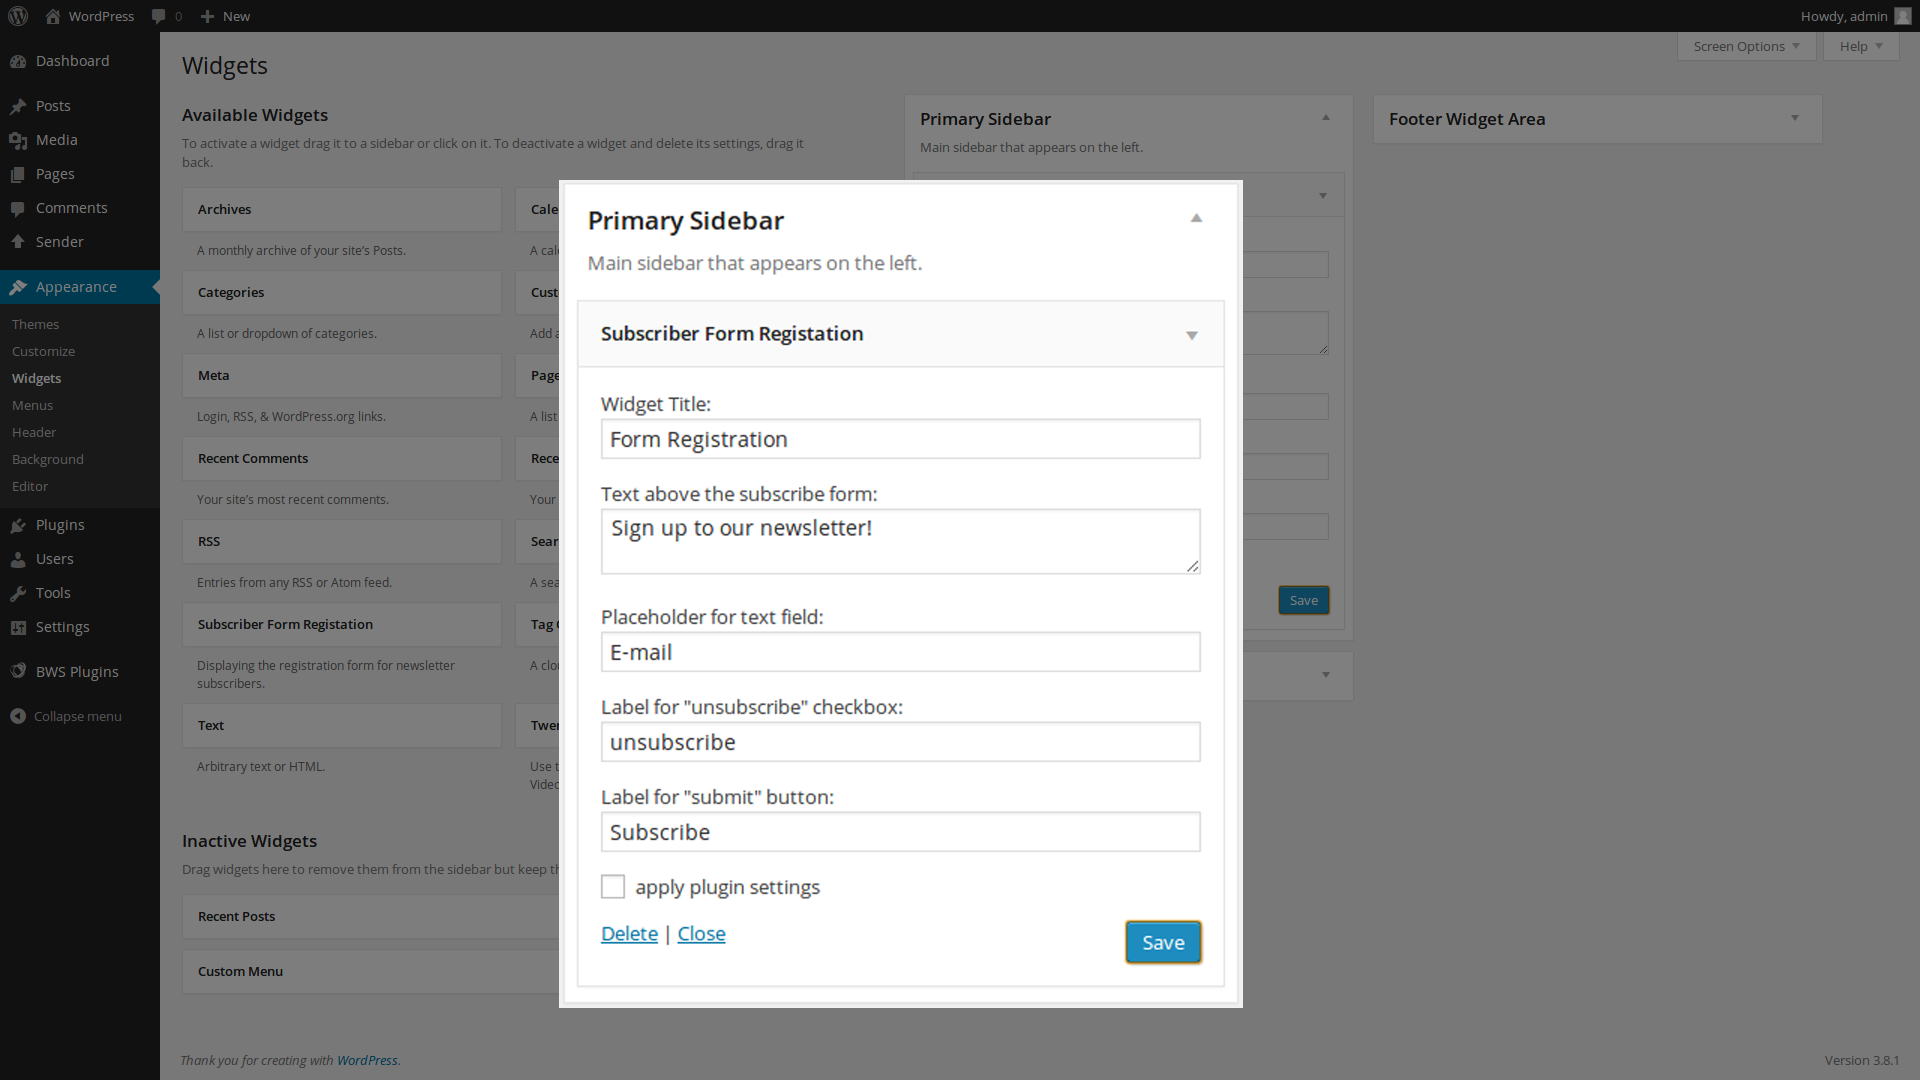 WordPress
0
New
Howdy, admin
Dashboard
Posts
Media
Pages
Comments
Sender
Appearance
Themes
Customize
Widgets
Menus
Header
Background
Editor
Plugins
Users
Tools
Settings
BWS Plugins
Collapse menu
Screen Options
Help
Widgets
Available Widgets
To activate a widget drag it to a sidebar or click on it. To deactivate a widget and delete its settings, drag it
back.
Archives
A monthly archive of your site's Posts.
Categories
A list or dropdown of categories.
Meta
Login, RSS, & WordPress.org links.
Recent Comments
Your site's most recent comments.
RSS
Entries from any RSS or Atom feed.
Subscriber Form Registation
Displaying the registration form for newsletter
subscribers.
Text
Arbitrary text or HTML.
Cale
A cale
Cust
Add a
Page
A list
Rece
Your
Sear
A sea
Tag
A clou
Twe
Use t
Video
Inactive Widgets
Drag widgets here to remove them from the sidebar but keep th
Recent Posts
Custom Menu
Primary Sidebar
Main sidebar that appears on the left.
Save
Footer Widget Area
Primary Sidebar
Main sidebar that appears on the left.
Subscriber Form Registation
Widget Title:
Form Registration
Text above the subscribe form:
Sign up to our newsletter!
Placeholder for text field:
E-mail
Label for "unsubscribe" checkbox:
unsubscribe
Label for "submit" button:
Subscribe
apply plugin settings
Delete | Close
Save
Thank you for creating with WordPress.
Version 3.8.1